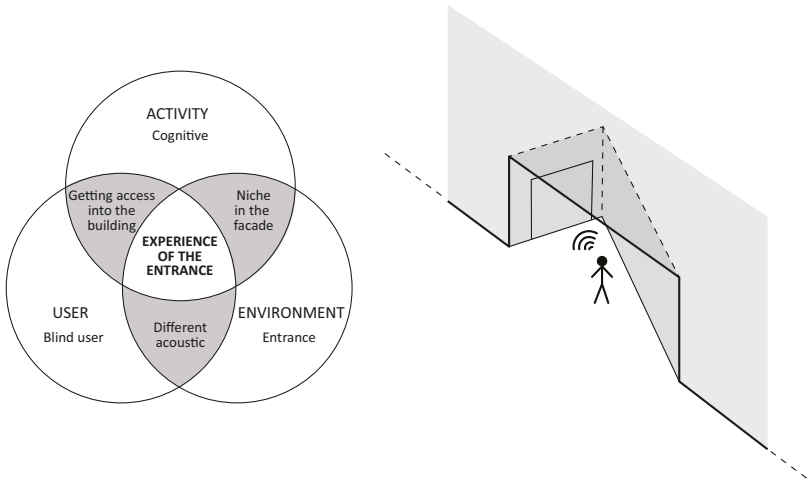 ACTIVITY
Cognitive
Getting access
into the
building
Niche
in the
facade
EXPERIENCE
OF THE
ENTRANCE
USER
Blind user
ENVIRONMENT
Entrance
Different
acoustic